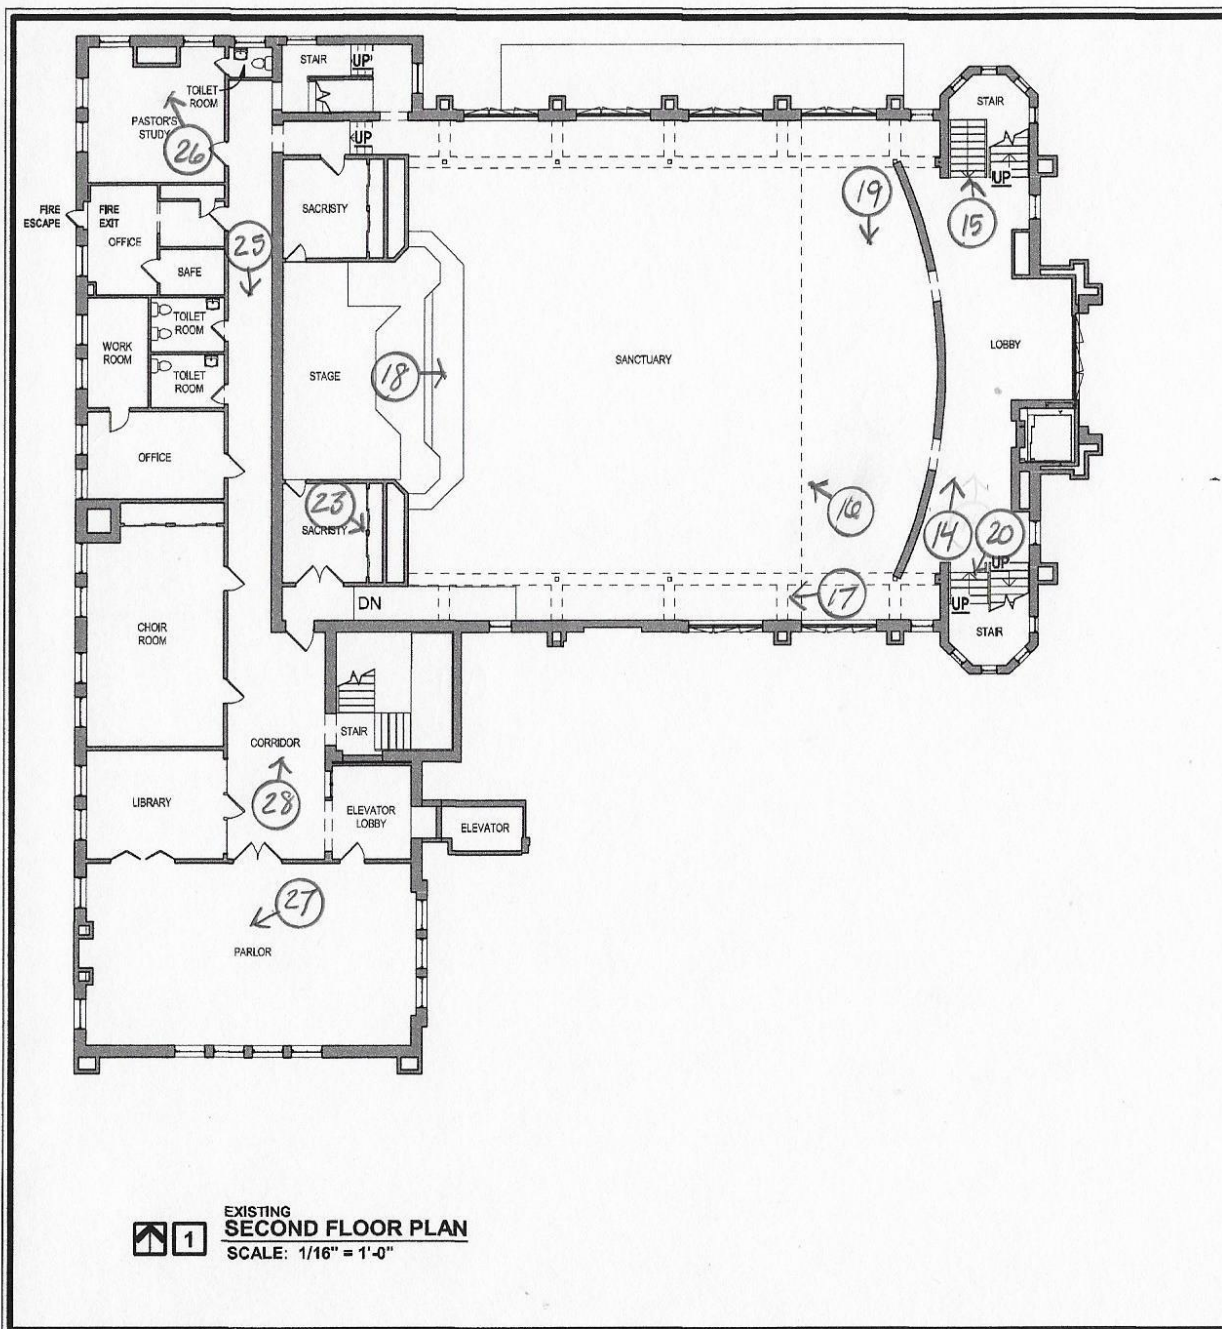 STAIR
UP
TOILET
ROOM
STAIR
PASTOR'S
STUDY
26
UP
UP
19
15
SACRISTY
FIRE
ESCAPE
FIRE
EXIT
OFFICE
25
SAFE
TOILET
ROOM
WORK
ROOM
LOBBY
SANCTUARY
18
STAGE
TOILET
ROOM
OFFICE
23
SACRISTY
16
14
20
UP
17
UP
DN
STAIR
CHOIR
ROOM
STAIR
CORRIDOR
28
LIBRARY
ELEVATOR
LOBBY
ELEVATOR
27
PARLOR
1
EXISTING
SECOND FLOOR PLAN
SCALE: 1/16" = 1'-0"